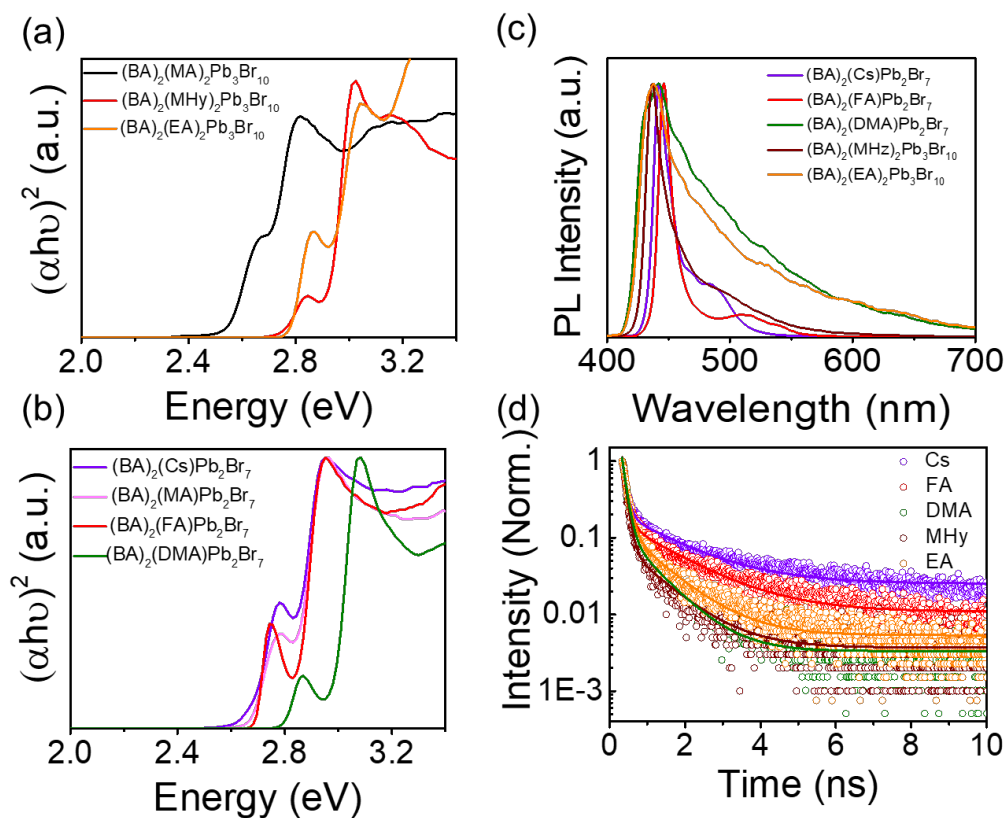 (a)
(BA)₂(MA)₂Pb₃Br₁₀
(BA)₂(MHy)₂Pb₃Br₁₀
(BA)₂(EA)₂Pb₃Br₁₀
(αhυ)² (a.u.)
2.0 2.4 2.8 3.2
Energy (eV)
(b)
(BA)₂(Cs)Pb₂Br₇
(BA)₂(MA)Pb₂Br₇
(BA)₂(FA)Pb₂Br₇
(BA)₂(DMA)Pb₂Br₇
(αhυ)² (a.u.)
2.0 2.4 2.8 3.2
Energy (eV)
(c)
(BA)₂(Cs)Pb₂Br₇
(BA)₂(FA)Pb₂Br₇
(BA)₂(DMA)Pb₂Br₇
(BA)₂(MHz)₂Pb₃Br₁₀
(BA)₂(EA)₂Pb₃Br₁₀
PL Intensity (a.u.)
400 500 600 700
Wavelength (nm)
(d)
Cs
FA
DMA
MHy
EA
Intensity (Norm.)
1
0.1
0.01
1E-3
0 2 4 6 8 10
Time (ns)